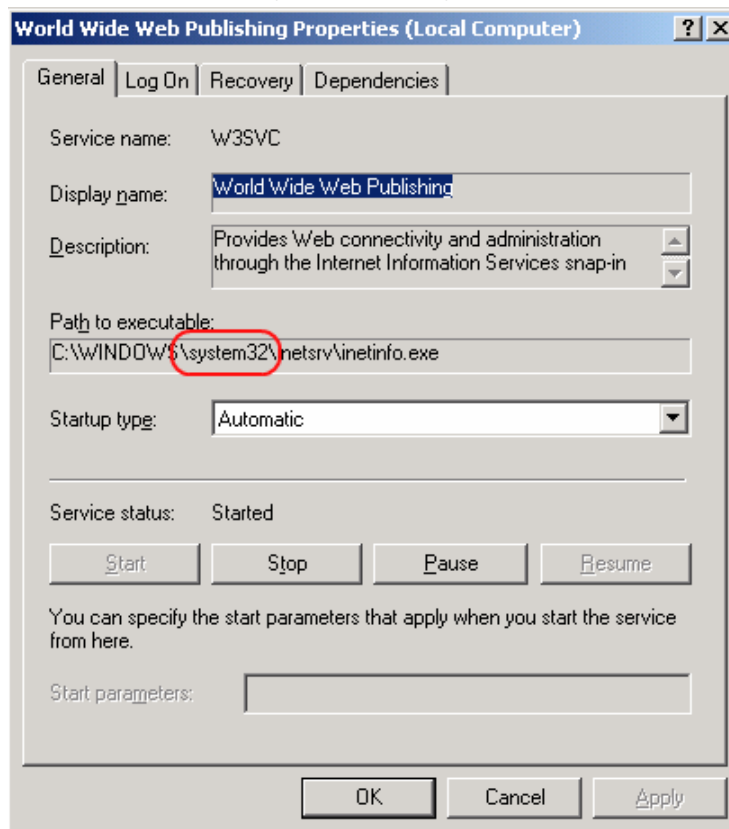 World Wide Web Publishing Properties (Local Computer)
General Log On Recovery Dependencies
Service name: W3SVC
Display name: World Wide Web Publishing
Description: Provides Web connectivity and administration
through the Internet Information Services snap-in
Path to executable:
C:\WINDOWS\system32\inetsrv\inetinfo.exe
Startup type: Automatic
Service status: Started
Start Stop Pause Resume
You can specify the start parameters that apply when you start the service
from here.
Start parameters:
OK Cancel Apply